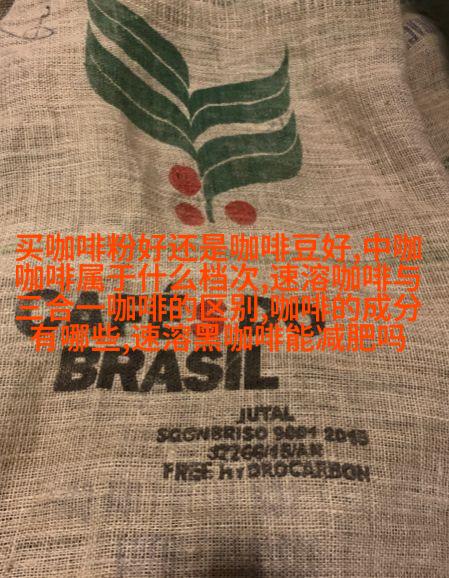 买咖啡粉好还是咖啡豆好,中咖
咖啡属于什么档次,速溶咖啡与
三合一咖啡的区别,咖啡的成分
有哪些,速溶黑咖啡能减肥吗
BRASIL
JUTAL
FREE HYDROCARBON